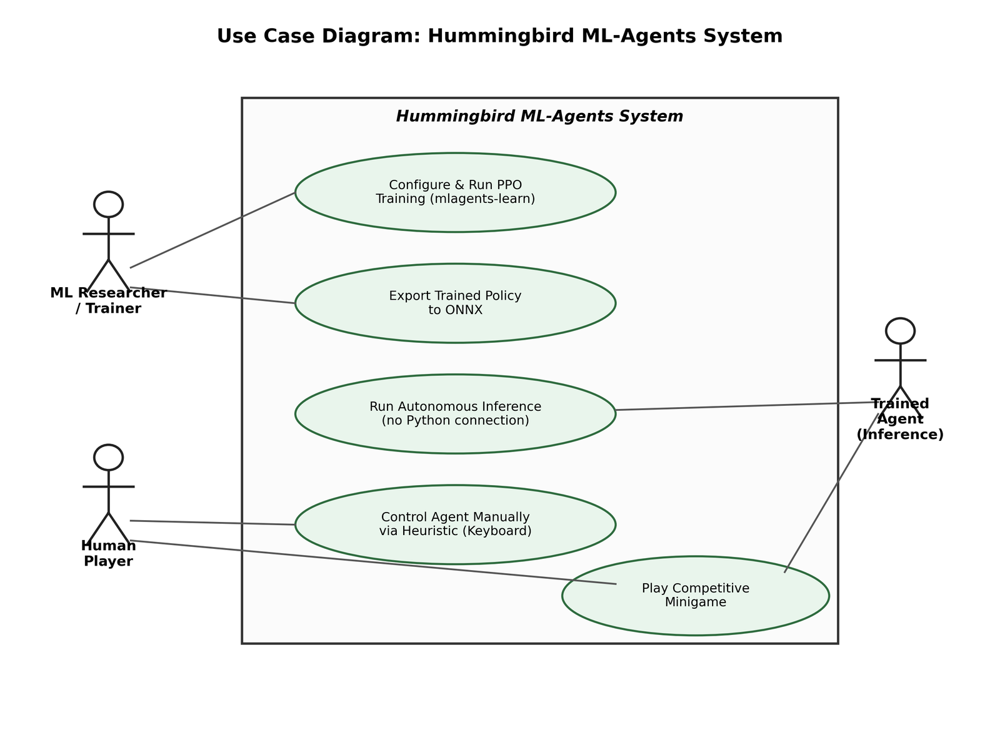 Use Case Diagram: Hummingbird ML-Agents System
Hummingbird ML-Agents System
Configure & Run PPO
Training (mlagents-learn)
ML Researcher
/ Trainer
Export Trained Policy
to ONNX
Run Autonomous Inference
(no Python connection)
Trained
Agent
(Inference)
Control Agent Manually
via Heuristic (Keyboard)
Human
Player
Play Competitive
Minigame